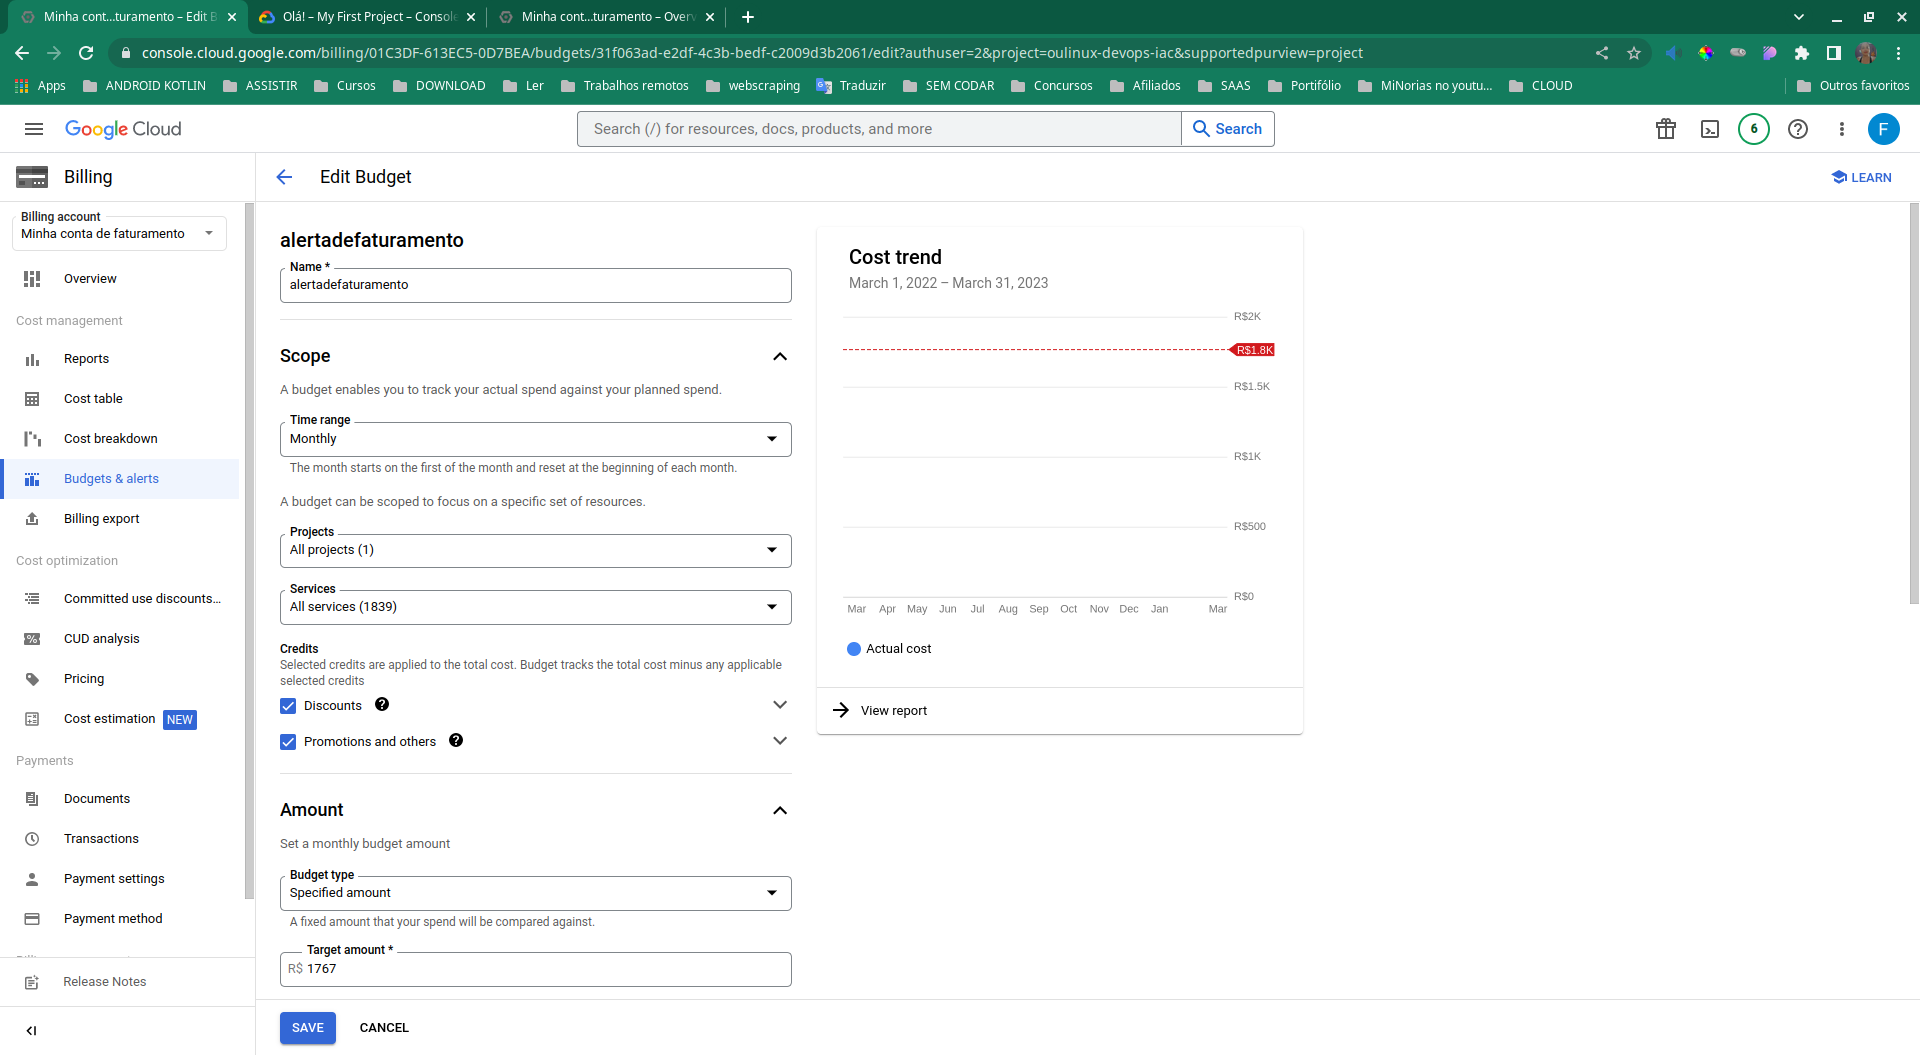 Minha cont...turamento – Edit B
Olá! – My First Project – Console
Minha cont...turamento – Over
console.cloud.google.com/billing/01C3DF-613EC5-0D7BEA/budgets/31f063ad-e2df-4c3b-bedf-c2009d3b2061/edit?authuser=2&project=oulinux-devops-iac&supportedpurview=project
Apps
ANDROID KOTLIN
ASSISTIR
Cursos
DOWNLOAD
Ler
Trabalhos remotos
webscraping
Traduzir
SEM CODAR
Concursos
Afiliados
SAAS
Portifólio
MiNorias no youtu...
CLOUD
Outros favoritos
Google Cloud
Search (/) for resources, docs, products, and more
Search
6
F
Billing
Edit Budget
LEARN
Billing account
Minha conta de faturamento
Overview
Cost management
Reports
Cost table
Cost breakdown
Budgets & alerts
Billing export
Cost optimization
Committed use discounts...
CUD analysis
Pricing
Cost estimation
NEW
Payments
Documents
Transactions
Payment settings
Payment method
Release Notes
alertadefaturamento
Name *
alertadefaturamento
Scope
A budget enables you to track your actual spend against your planned spend.
Time range
Monthly
The month starts on the first of the month and reset at the beginning of each month.
A budget can be scoped to focus on a specific set of resources.
Projects
All projects (1)
Services
All services (1839)
Credits
Selected credits are applied to the total cost. Budget tracks the total cost minus any applicable
selected credits
Discounts
Promotions and others
Amount
Set a monthly budget amount
Budget type
Specified amount
A fixed amount that your spend will be compared against.
Target amount *
R$ 1767
SAVE
CANCEL
Cost trend
March 1, 2022 – March 31, 2023
R$2K
R$1.8K
R$1.5K
R$1K
R$500
R$0
Mar Apr May Jun Jul Aug Sep Oct Nov Dec Jan Mar
Actual cost
View report